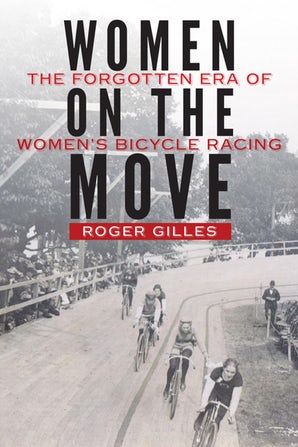 WOMEN
THE FORGOTTEN ERA OF
ON THE
WOMEN'S BICYCLE RACING
MOVE
ROGER GILLES